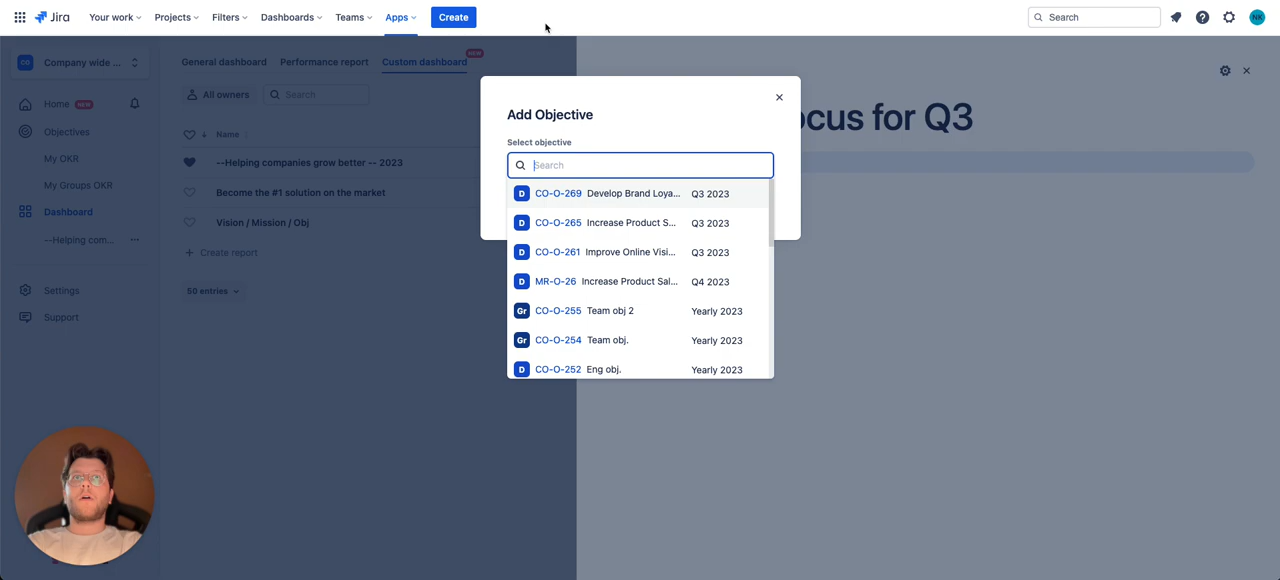 Jira
Your work
Projects
Filters
Dashboards
Teams
Apps
Create
Search
NK
CO
Company wide ...
Home NEW
Objectives
My OKR
My Groups OKR
Dashboard
--Helping com...
Settings
Support
General dashboard
Performance report
Custom dashboard
NEW
All owners
Search
Name
--Helping companies grow better -- 2023
Become the #1 solution on the market
Vision / Mission / Obj
+ Create report
50 entries
ocus for Q3
Add Objective
Select objective
Search
D CO-O-269 Develop Brand Loya... Q3 2023
D CO-O-265 Increase Product S... Q3 2023
D CO-O-261 Improve Online Visi... Q3 2023
D MR-O-26 Increase Product Sal... Q4 2023
Gr CO-O-255 Team obj 2 Yearly 2023
Gr CO-O-254 Team obj. Yearly 2023
D CO-O-252 Eng obj. Yearly 2023